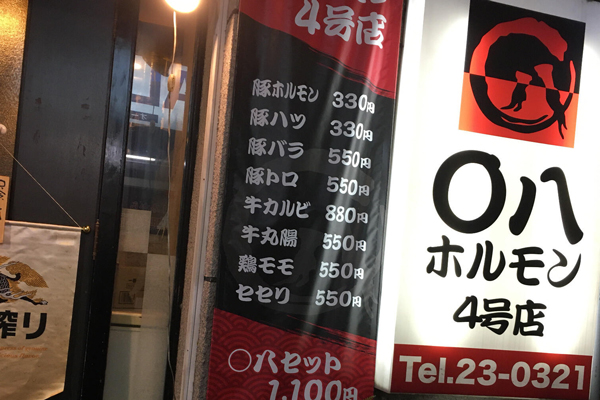 4号店
豚ホルモン 330円
豚ハツ 330円
豚バラ 550円
豚トロ 550円
牛カルビ 880円
牛丸腸 550円
鶏モモ 550円
セセリ 550円
〇八セット
1,100円
〇八
ホルモン
4号店
Tel.23-0321
搾り